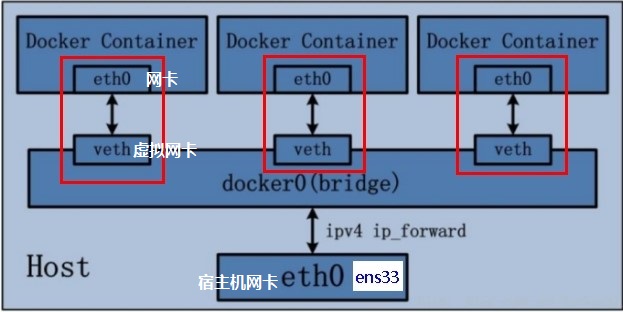 Docker Container
Docker Container
Docker Container
eth0 网卡
eth0
eth0
veth 虚拟网卡
veth
veth
docker0(bridge)
ipv4 ip_forward
Host
宿主机网卡 eth0 ens33